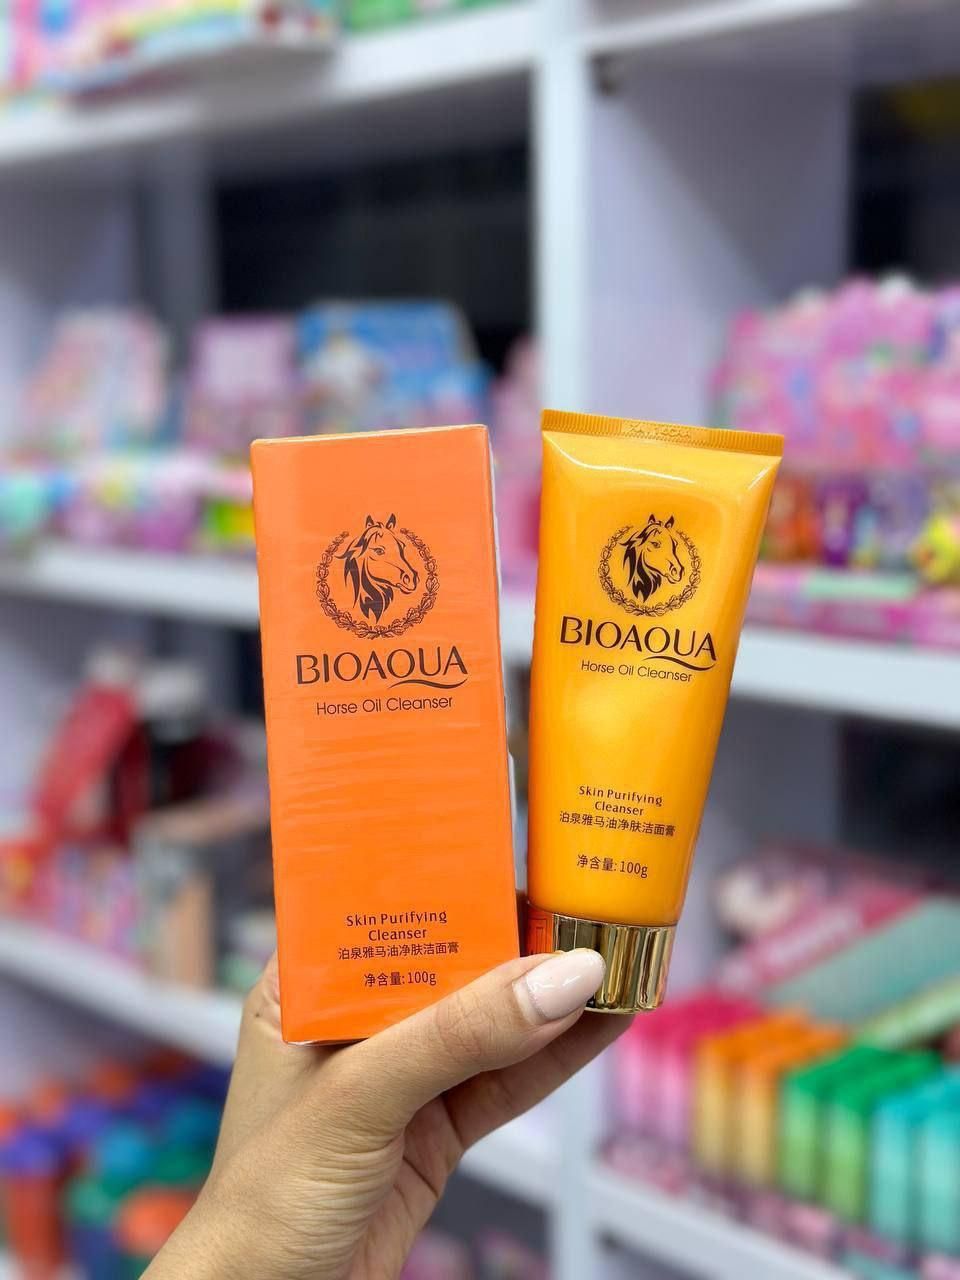 BIOAQUA
Horse Oil Cleanser
Skin Purifying
Cleanser
泊泉雅马油净肤洁面膏
净含量: 100g
BIOAQUA
Horse Oil Cleanser
Skin Purifying
Cleanser
泊泉雅马油净肤洁面膏
净含量: 100g